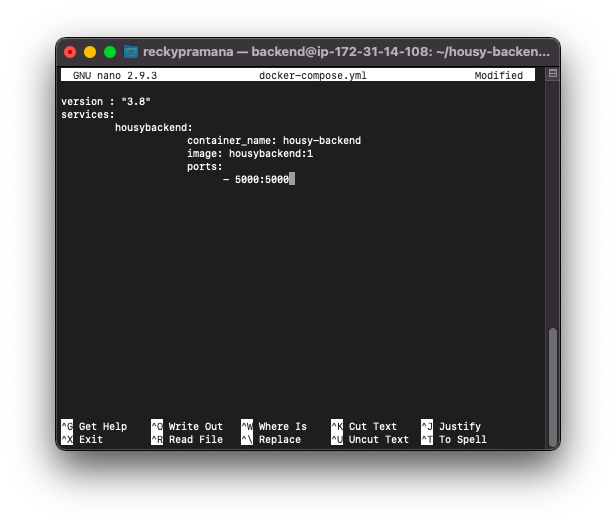 reckypramana — backend@ip-172-31-14-108: ~/housy-backen...
GNU nano 2.9.3 docker-compose.yml Modified
version : "3.8"
services:
housybackend:
container_name: housy-backend
image: housybackend:1
ports:
- 5000:5000
^G Get Help ^O Write Out ^W Where Is ^K Cut Text ^J Justify
^X Exit ^R Read File ^\ Replace ^U Uncut Text ^T To Spell